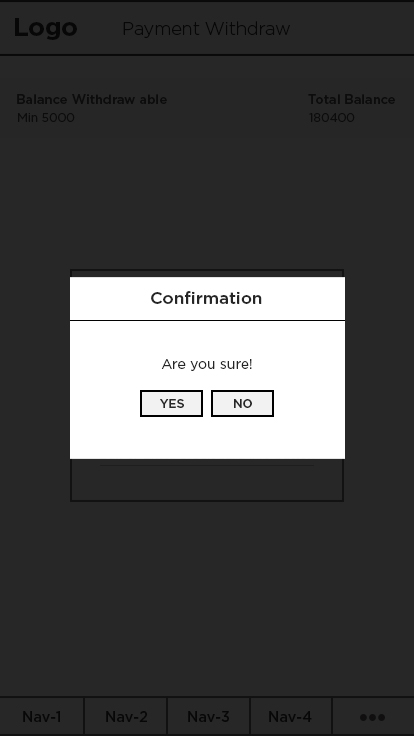 Logo
Payment Withdraw
Balance Withdraw able
Total Balance
Min 5000
180400
Confirmation
Are you sure!
YES
NO
Nav-1
Nav-2
Nav-3
Nav-4